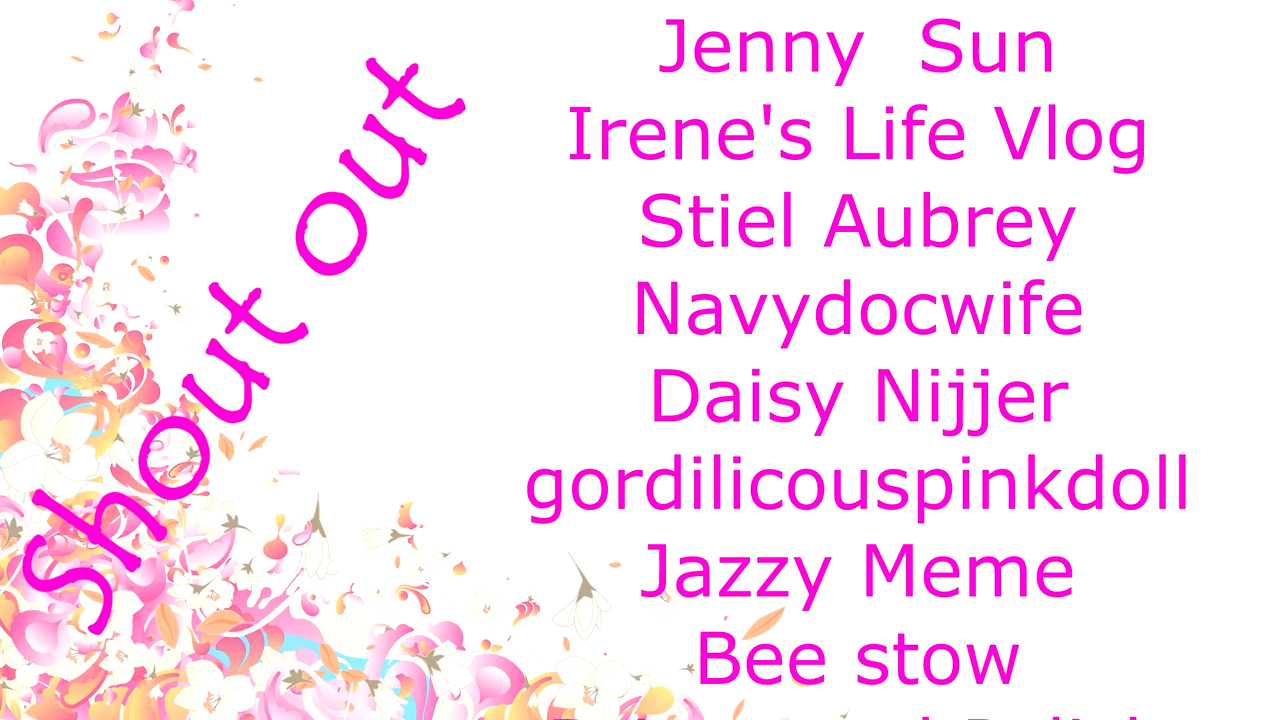 Shout out
Jenny  Sun
Irene's Life Vlog
Stiel Aubrey
Navydocwife
Daisy Nijjer
gordilicouspinkdoll
Jazzy Meme
Bee stow